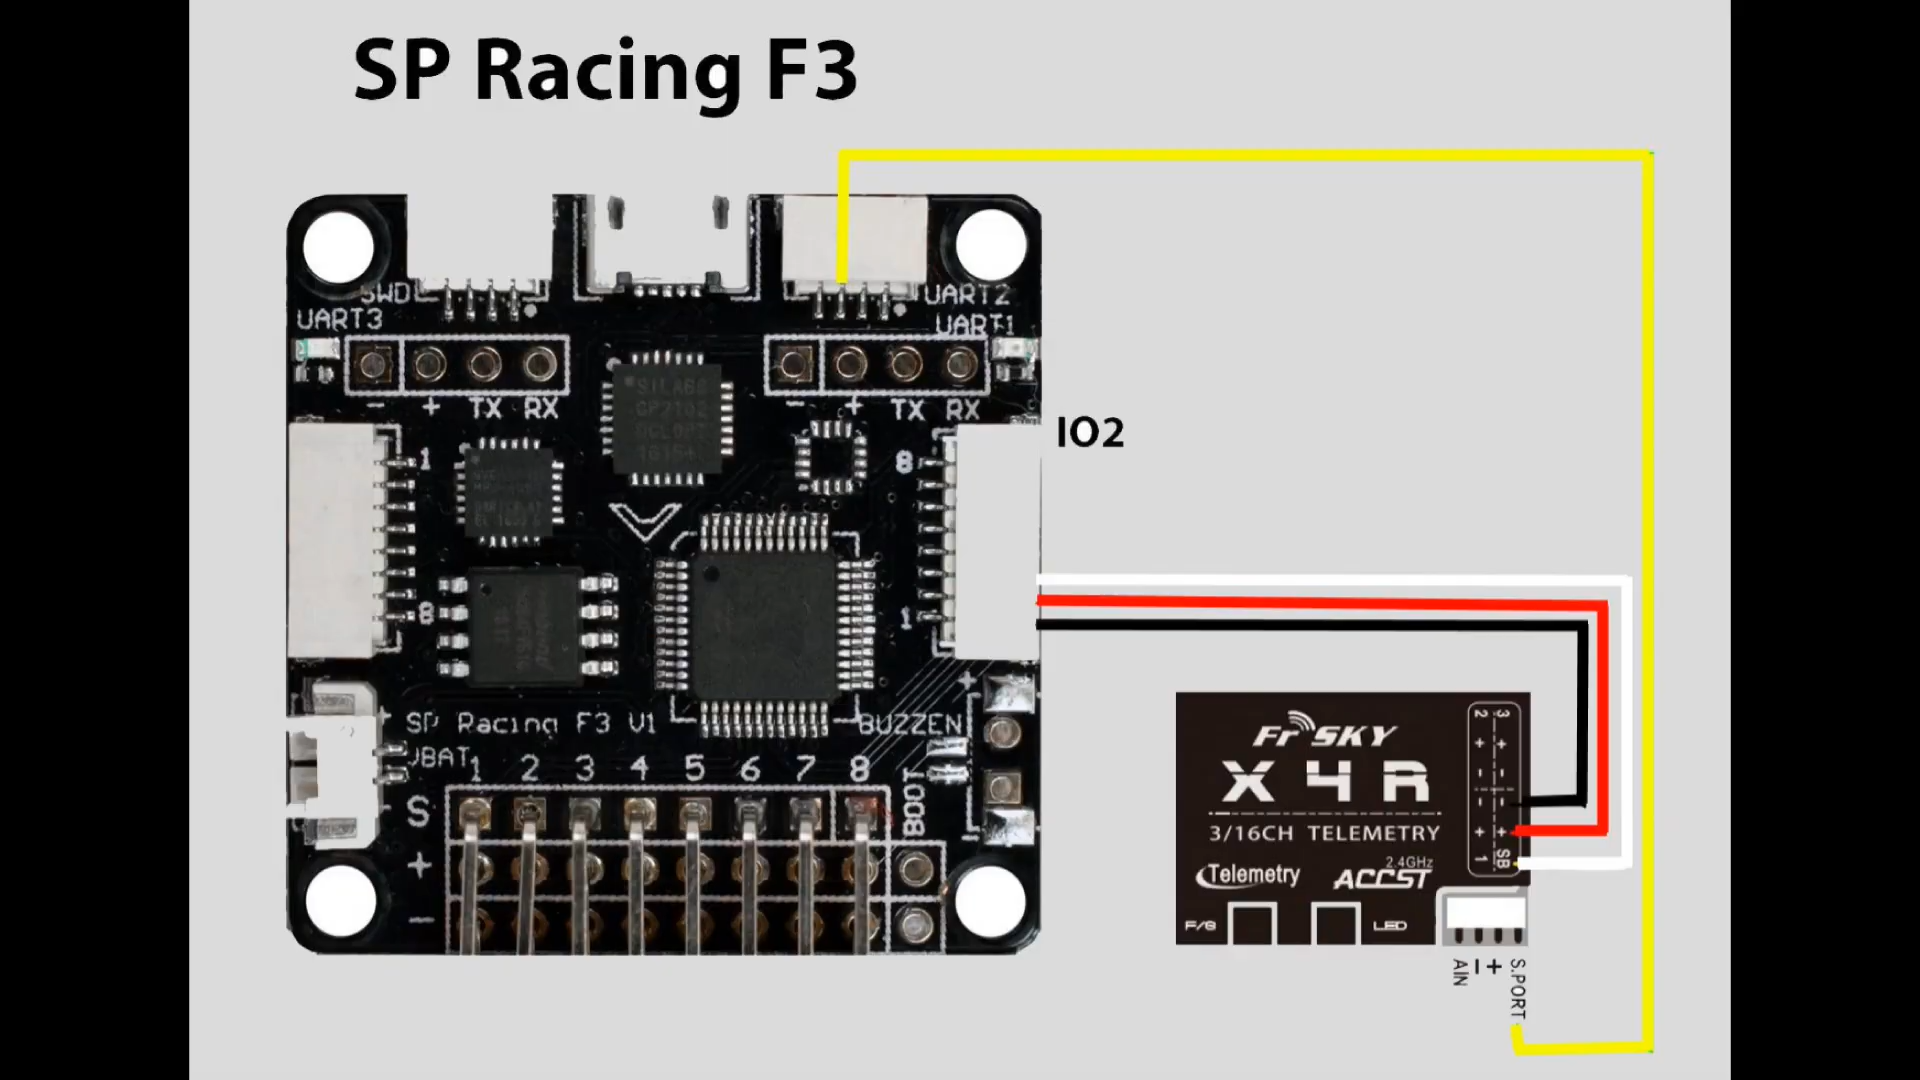 SP Racing F3
SWD
UART3
UART2
UART1
- + TX RX
- + TX RX
IO2
1
8
8
1
SP Racing F3 V1
BUZZEN
+
VBAT
+
-
1 2 3 4 5 6 7 8
BOOT
S
+
-
-
FrSKY
X4R
3/16CH TELEMETRY
Telemetry
2.4GHz
ACCST
2 3
+ +
- -
- -
+ +
1 SB
F/S
LED
AIN - + S.PORT